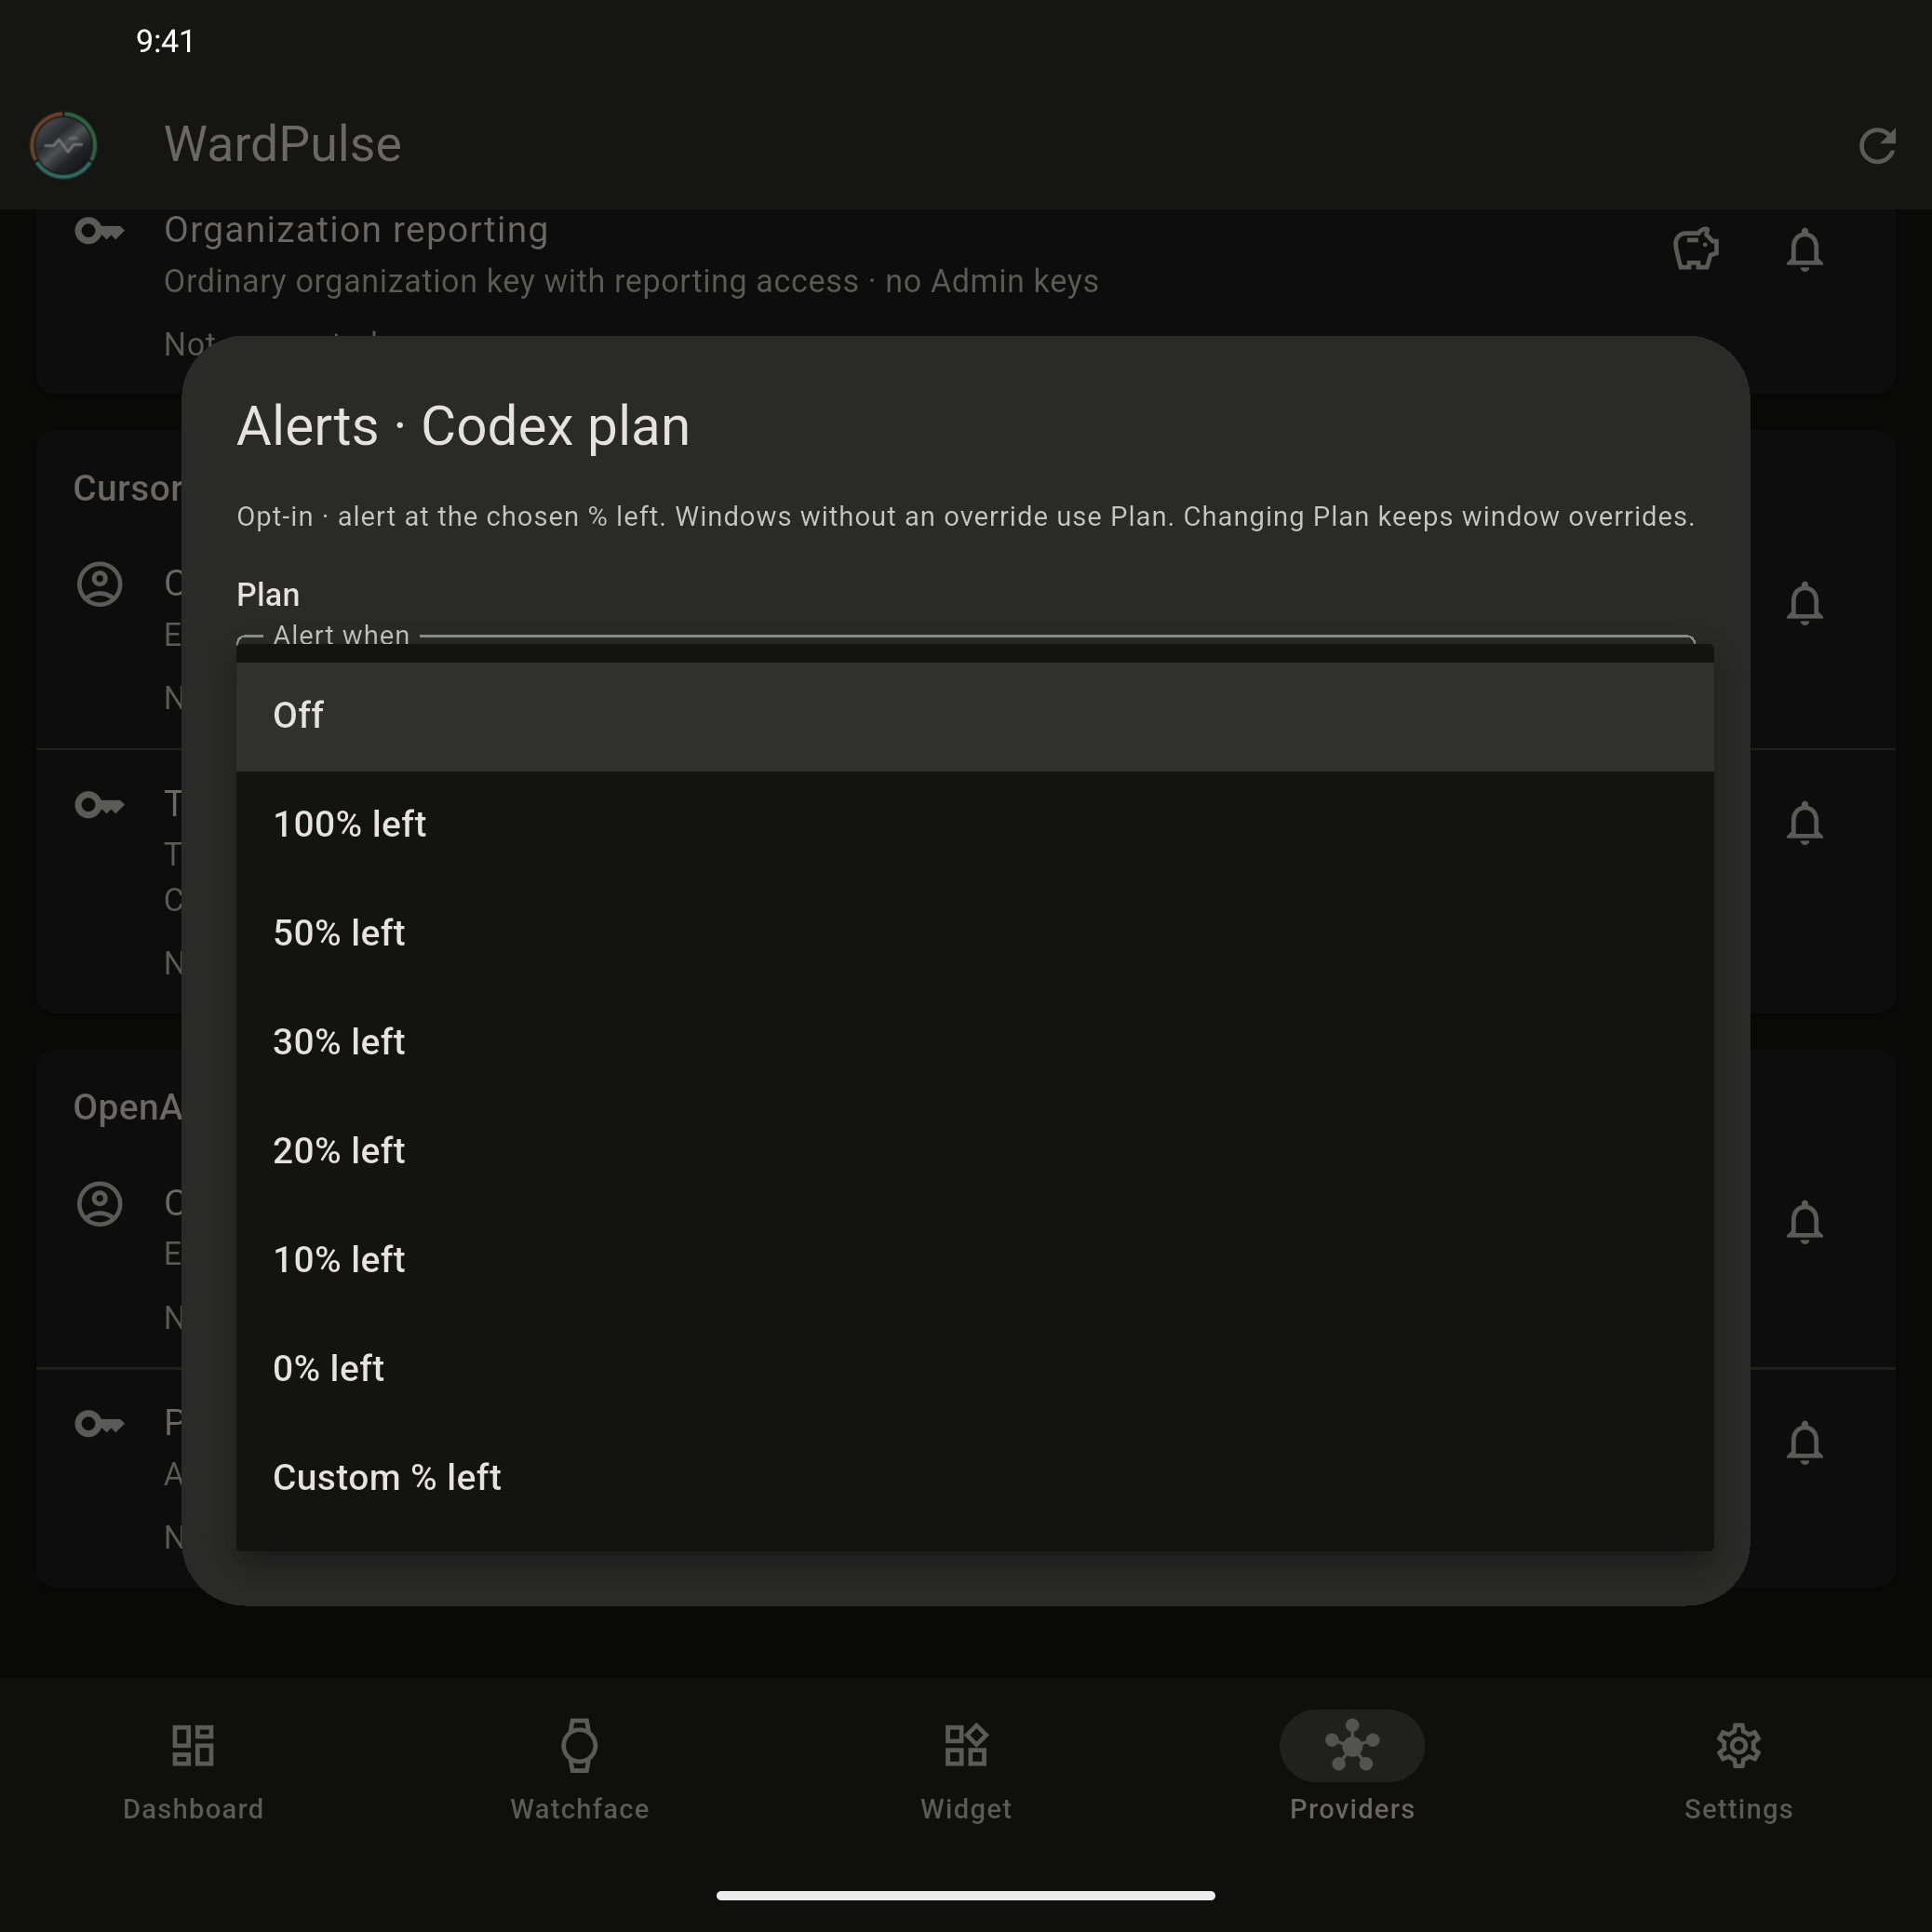 9:41
WardPulse
Organization reporting
Ordinary organization key with reporting access · no Admin keys
Alerts · Codex plan
Cursor
Opt-in · alert at the chosen % left. Windows without an override use Plan. Changing Plan keeps window overrides.
Plan
Alert when
Off
100% left
50% left
30% left
20% left
10% left
0% left
Custom % left
Dashboard
Watchface
Widget
Providers
Settings